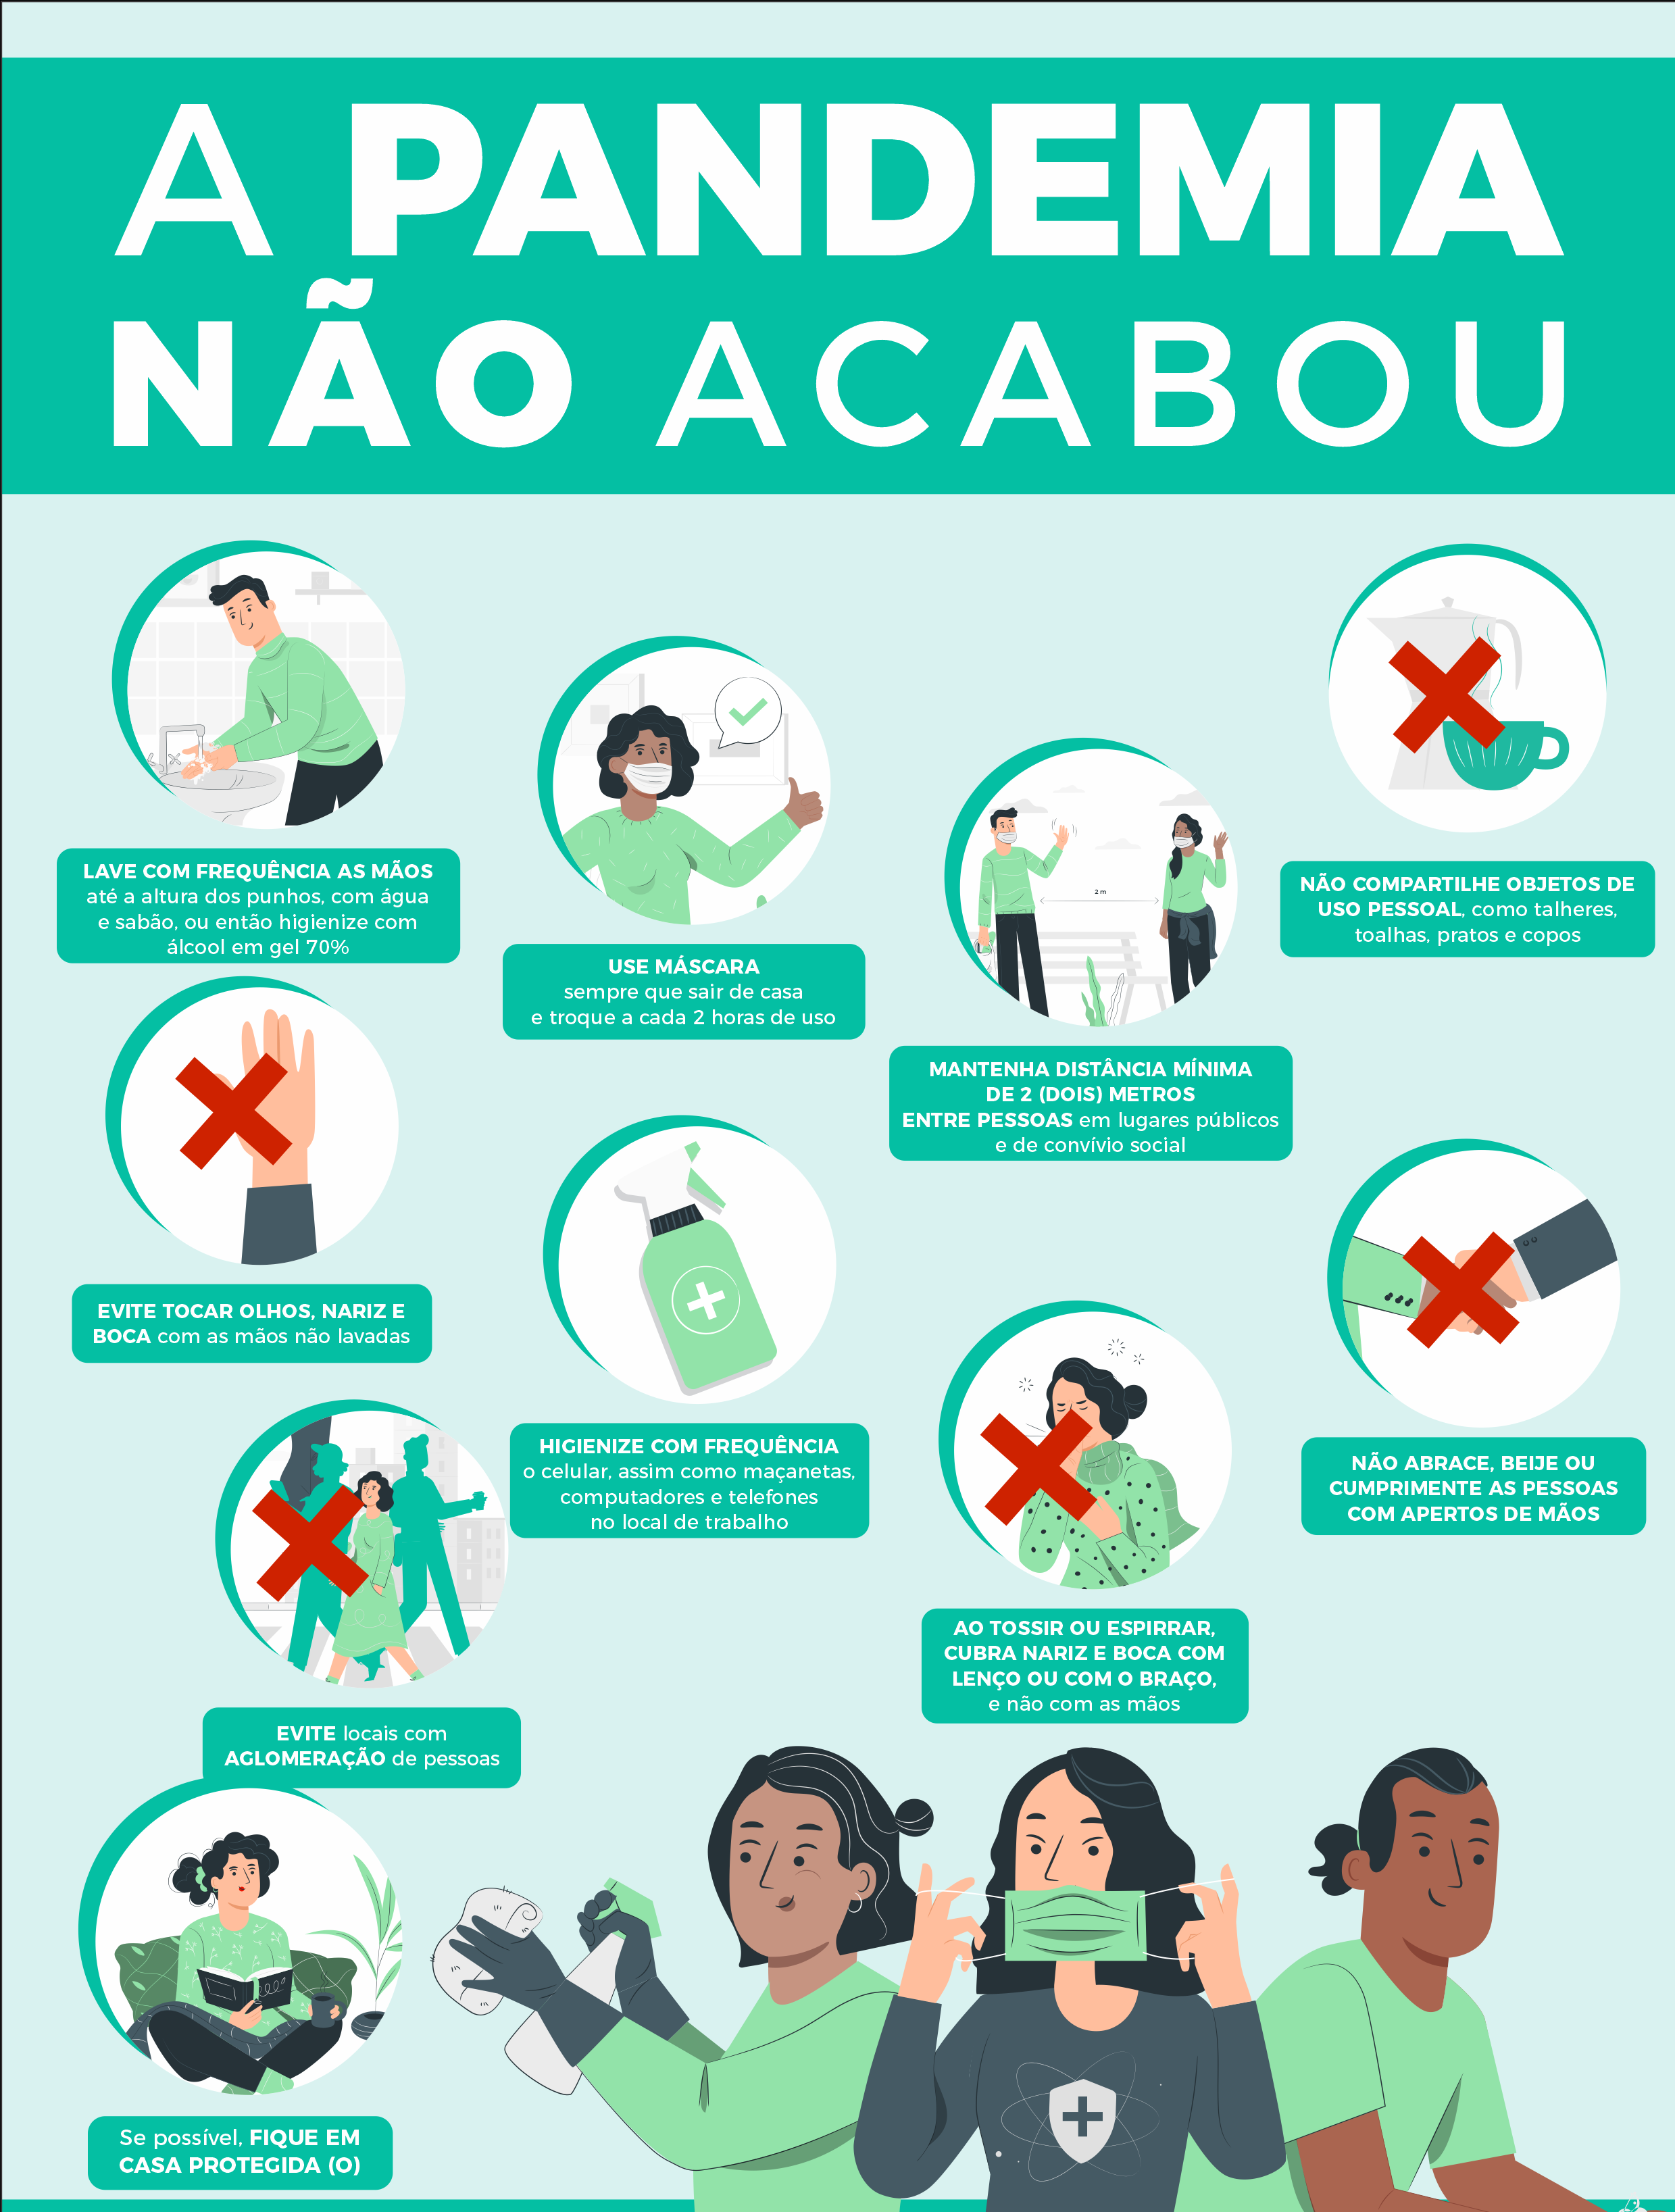 A PANDEMIA
NÃO ACABOU
LAVE COM FREQUÊNCIA AS MÃOS
até a altura dos punhos, com água
e sabão, ou então higienize com
álcool em gel 70%
USE MÁSCARA
sempre que sair de casa
e troque a cada 2 horas de uso
2 m
MANTENHA DISTÂNCIA MÍNIMA
DE 2 (DOIS) METROS
ENTRE PESSOAS em lugares públicos
e de convívio social
NÃO COMPARTILHE OBJETOS DE
USO PESSOAL, como talheres,
toalhas, pratos e copos
EVITE TOCAR OLHOS, NARIZ E
BOCA com as mãos não lavadas
HIGIENIZE COM FREQUÊNCIA
o celular, assim como maçanetas,
computadores e telefones
no local de trabalho
AO TOSSIR OU ESPIRRAR,
CUBRA NARIZ E BOCA COM
LENÇO OU COM O BRAÇO,
e não com as mãos
NÃO ABRACE, BEIJE OU
CUMPRIMENTE AS PESSOAS
COM APERTOS DE MÃOS
EVITE locais com
AGLOMERAÇÃO de pessoas
Se possível, FIQUE EM
CASA PROTEGIDA (O)